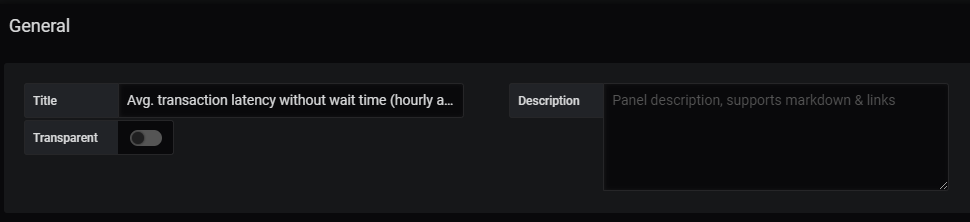 General
Title
Avg. transaction latency without wait time (hourly a...
Description
Panel description, supports markdown & links
Transparent